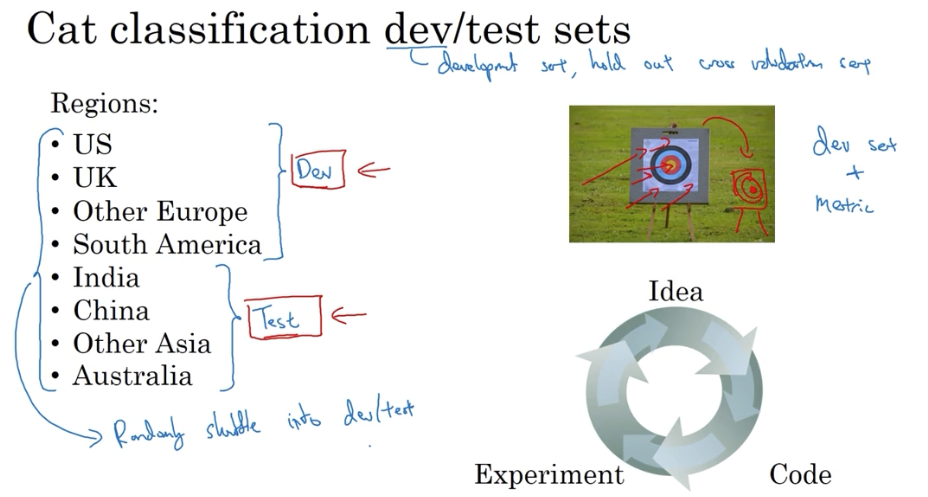 Cat classification dev/test sets
development set, hold out cross validation set
Regions:
• US
• UK
• Other Europe
• South America
• India
• China
• Other Asia
• Australia
Dev
Test
Randomly shuffle into dev/test
dev set
+
metric
Idea
Experiment
Code